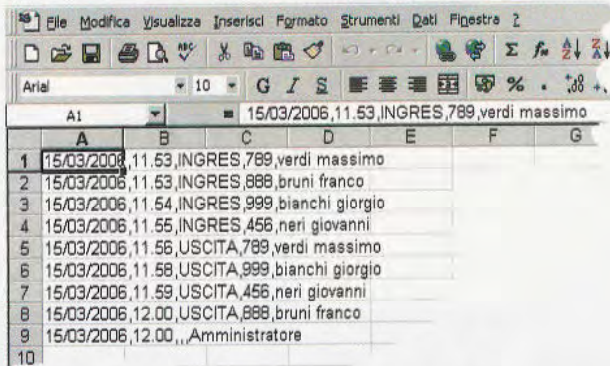 File Modifica Visualizza Inserisci Formato Strumenti Dati Finestra ?
Arial 10 G I S %
A1 = 15/03/2006,11.53,INGRES,789,verdi massimo
A B C D E F G
1 15/03/2006,11.53,INGRES,789,verdi massimo
2 15/03/2006,11.53,INGRES,888,bruni franco
3 15/03/2006,11.54,INGRES,999,bianchi giorgio
4 15/03/2006,11.55,INGRES,456,neri giovanni
5 15/03/2006,11.56,USCITA,789,verdi massimo
6 15/03/2006,11.58,USCITA,999,bianchi giorgio
7 15/03/2006,11.59,USCITA,456,neri giovanni
8 15/03/2006,12.00,USCITA,888,bruni franco
9 15/03/2006,12.00,,,Amministratore
10